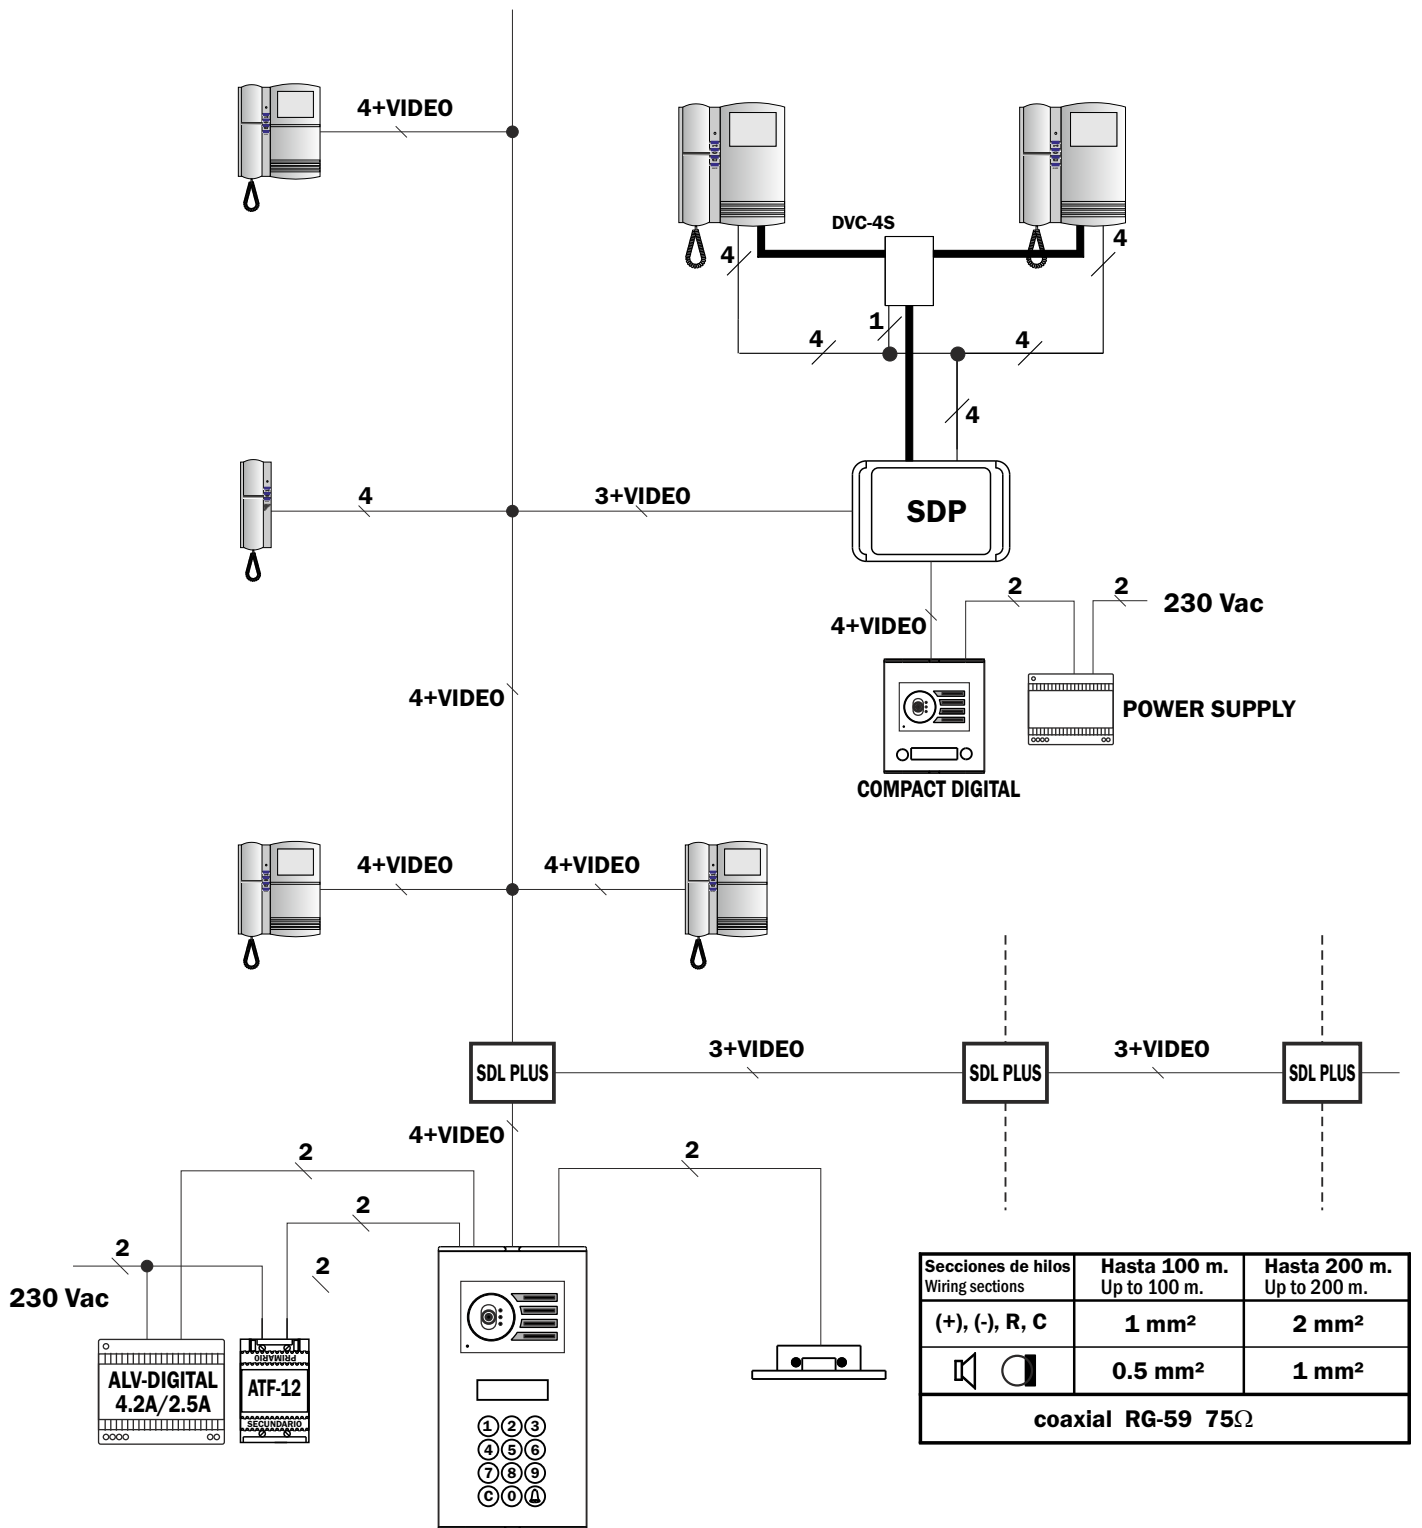 4+VIDEO
DVC-4S
4
4
1
4
4
4
4
3+VIDEO
SDP
2
2
230 Vac
4+VIDEO
4+VIDEO
POWER SUPPLY
COMPACT DIGITAL
4+VIDEO
4+VIDEO
3+VIDEO
3+VIDEO
SDL PLUS
SDL PLUS
SDL PLUS
4+VIDEO
2
2
2
2
2
230 Vac
PRIMARIO
ALV-DIGITAL
4.2A/2.5A
ATF-12
SECUNDARIO
1 2 3
4 5 6
7 8 9
C 0
Secciones de hilos
Wiring sections
Hasta 100 m.
Up to 100 m.
Hasta 200 m.
Up to 200 m.
(+), (-), R, C
1 mm²
2 mm²
0.5 mm²
1 mm²
coaxial RG-59 75Ω